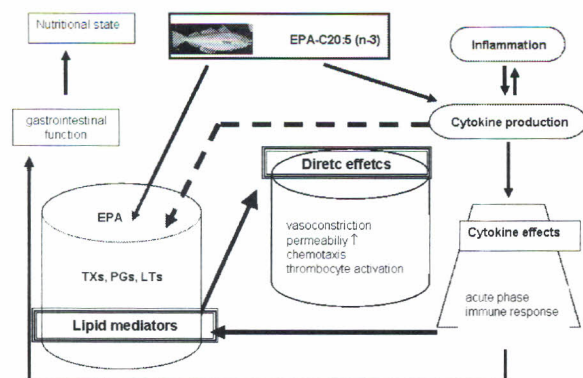 Nutritional state
EPA-C20:5 (n-3)
Inflammation
gastrointestinal
function
Cytokine production
Diretc effetcs
EPA
vasoconstriction
permeabiliy ↑
chemotaxis
thrombocyte activation
Cytokine effects
TXs, PGs, LTs
acute phase
immune response
Lipid mediators